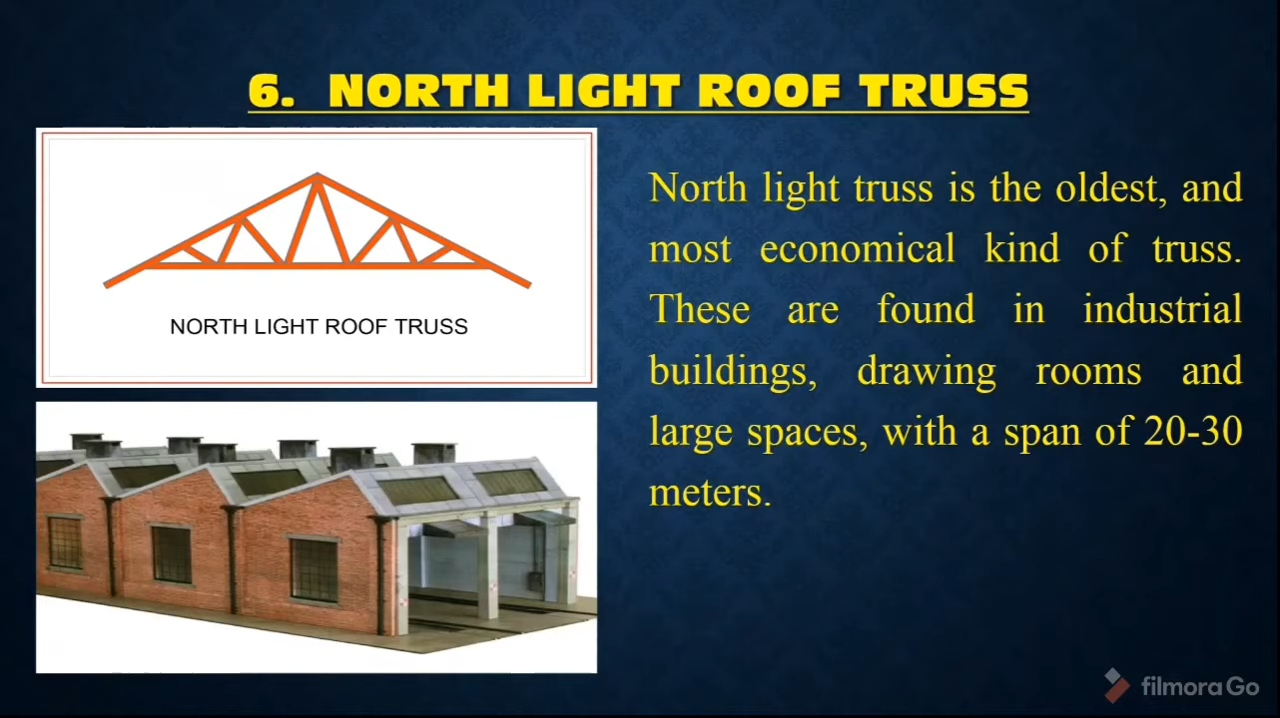 6. NORTH LIGHT ROOF TRUSS
NORTH LIGHT ROOF TRUSS
North light truss is the oldest, and
most economical kind of truss.
These are found in industrial
buildings, drawing rooms and
large spaces, with a span of 20-30
meters.
filmoraGo